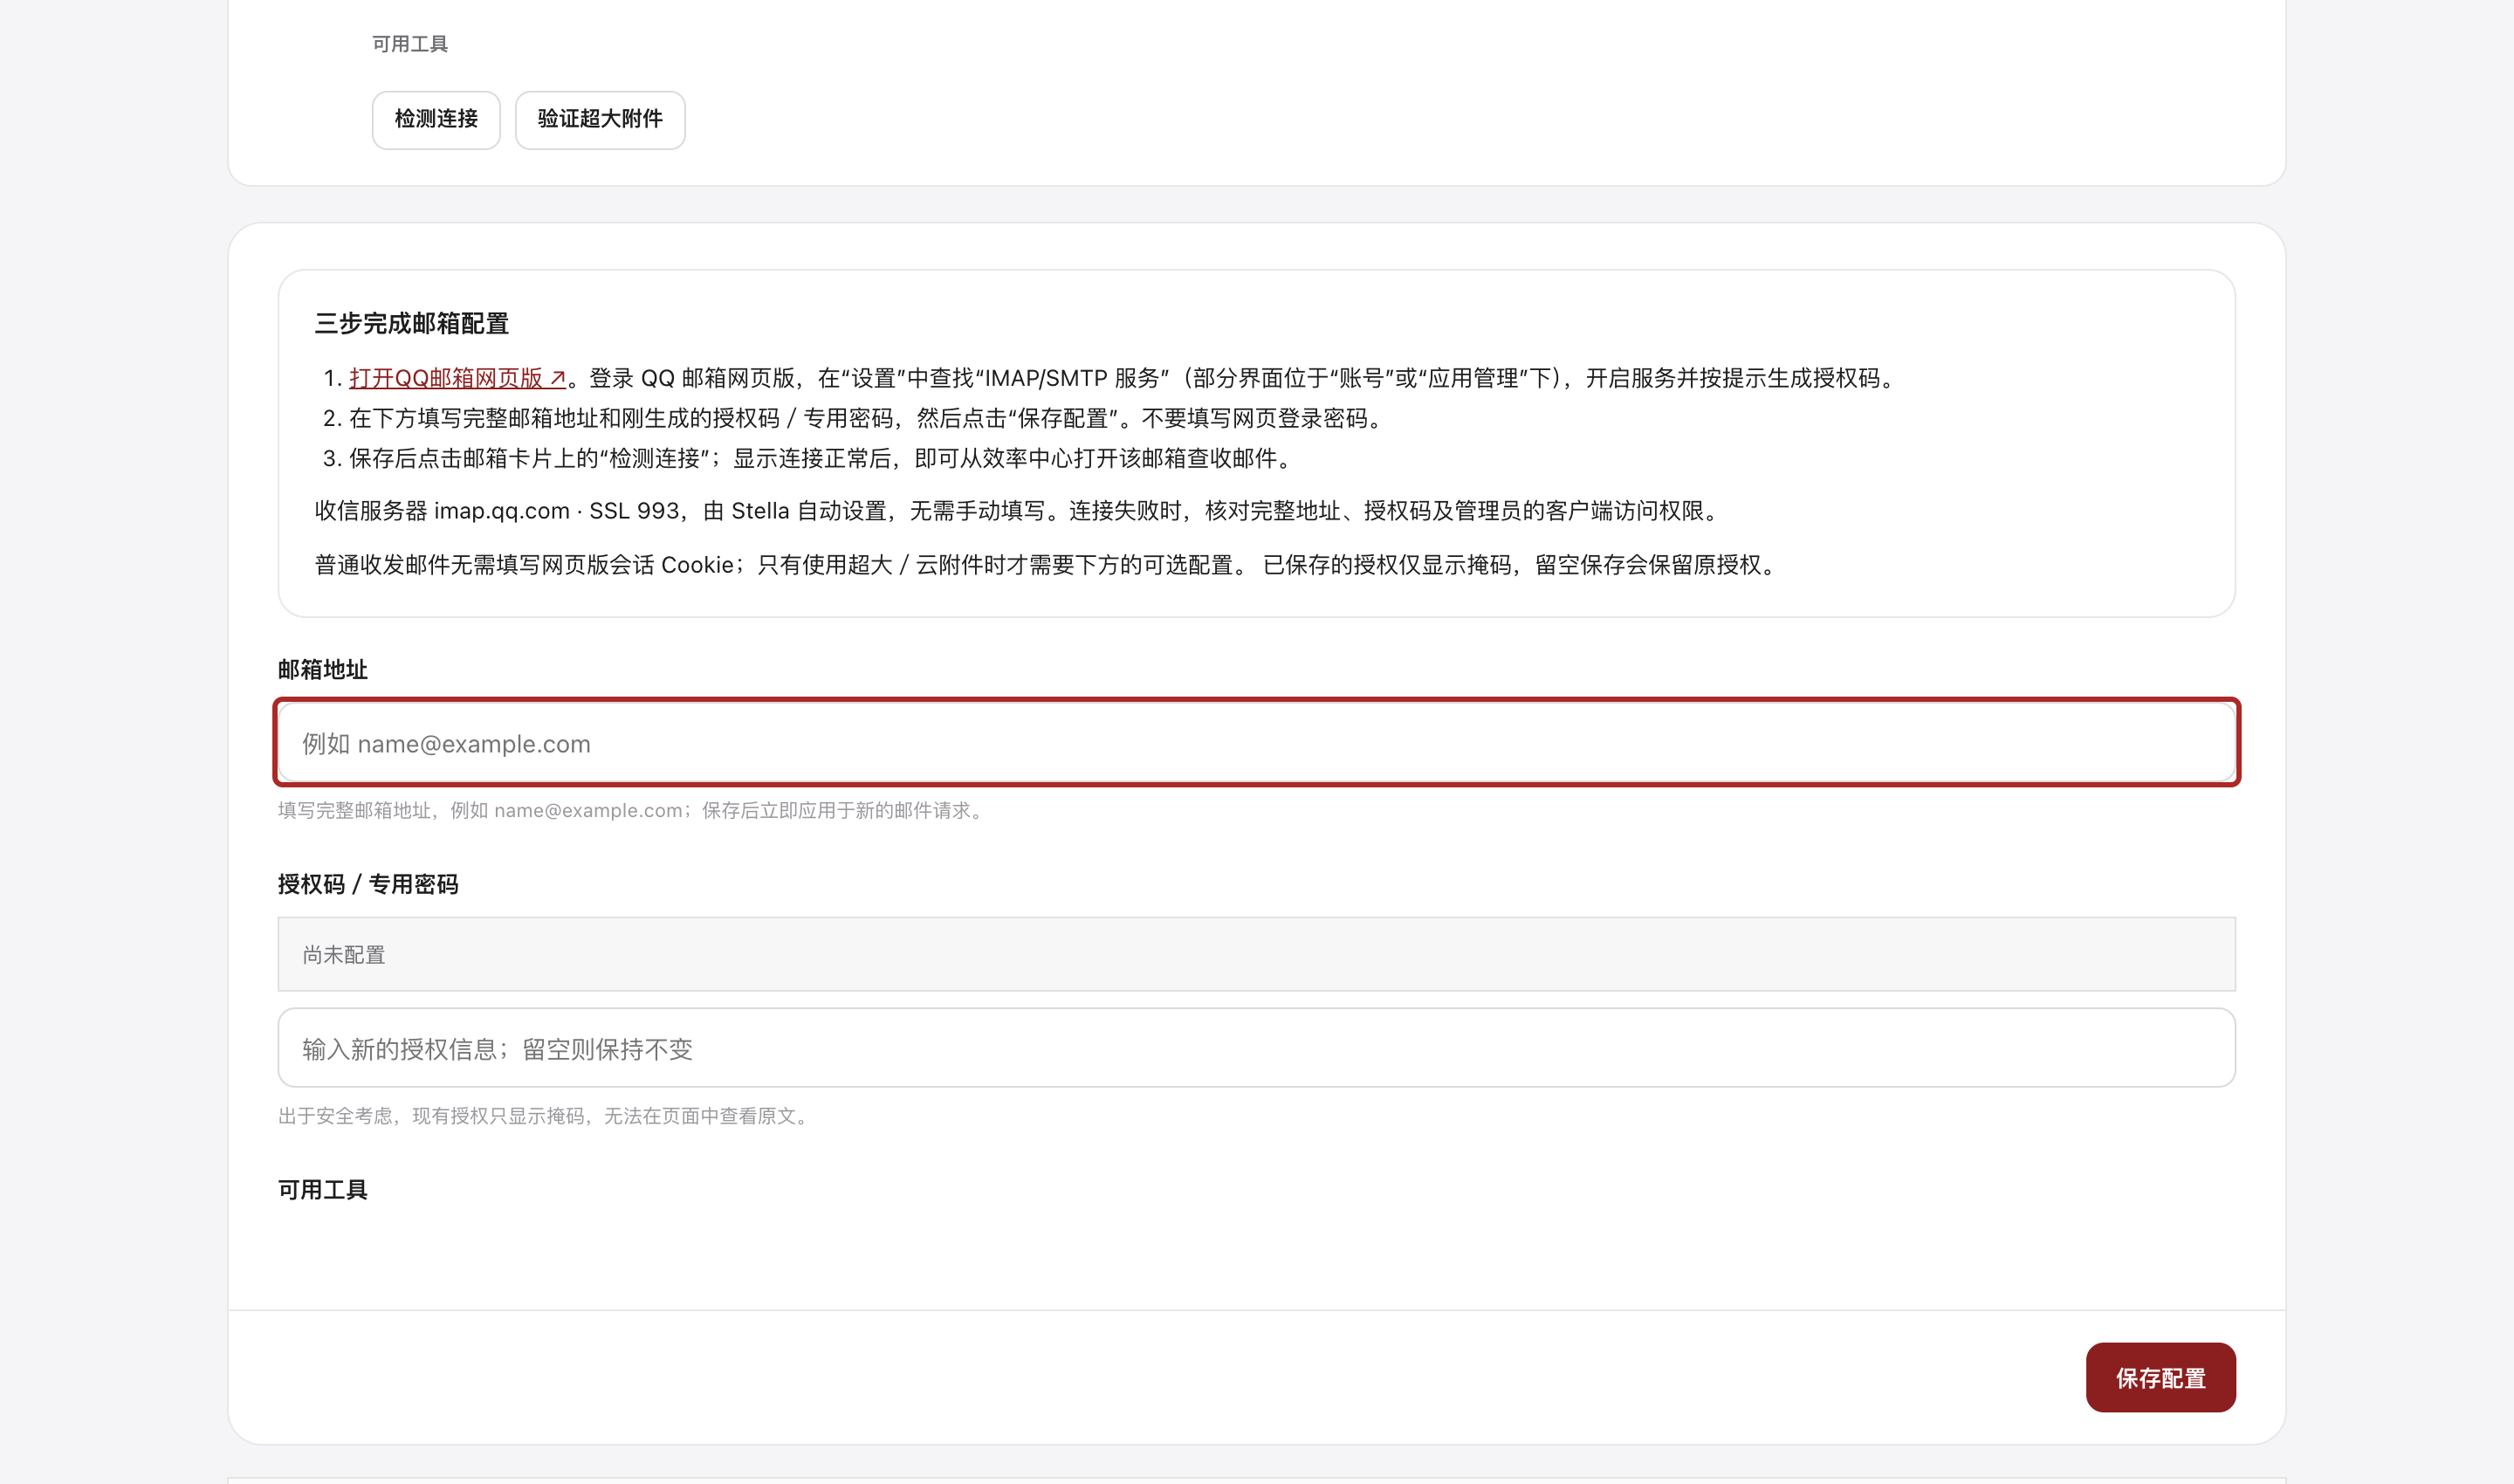 可用工具
检测连接
验证超大附件
三步完成邮箱配置
1. 打开QQ邮箱网页版 ↗。登录 QQ 邮箱网页版，在“设置”中查找“IMAP/SMTP 服务”（部分界面位于“账号”或“应用管理”下），开启服务并按提示生成授权码。
2. 在下方填写完整邮箱地址和刚生成的授权码 / 专用密码，然后点击“保存配置”。不要填写网页登录密码。
3. 保存后点击邮箱卡片上的“检测连接”；显示连接正常后，即可从效率中心打开该邮箱查收邮件。
收信服务器 imap.qq.com · SSL 993，由 Stella 自动设置，无需手动填写。连接失败时，核对完整地址、授权码及管理员的客户端访问权限。
普通收发邮件无需填写网页版会话 Cookie；只有使用超大 / 云附件时才需要下方的可选配置。 已保存的授权仅显示掩码，留空保存会保留原授权。
邮箱地址
例如 name@example.com
填写完整邮箱地址，例如 name@example.com；保存后立即应用于新的邮件请求。
授权码 / 专用密码
尚未配置
输入新的授权信息；留空则保持不变
出于安全考虑，现有授权只显示掩码，无法在页面中查看原文。
可用工具
保存配置